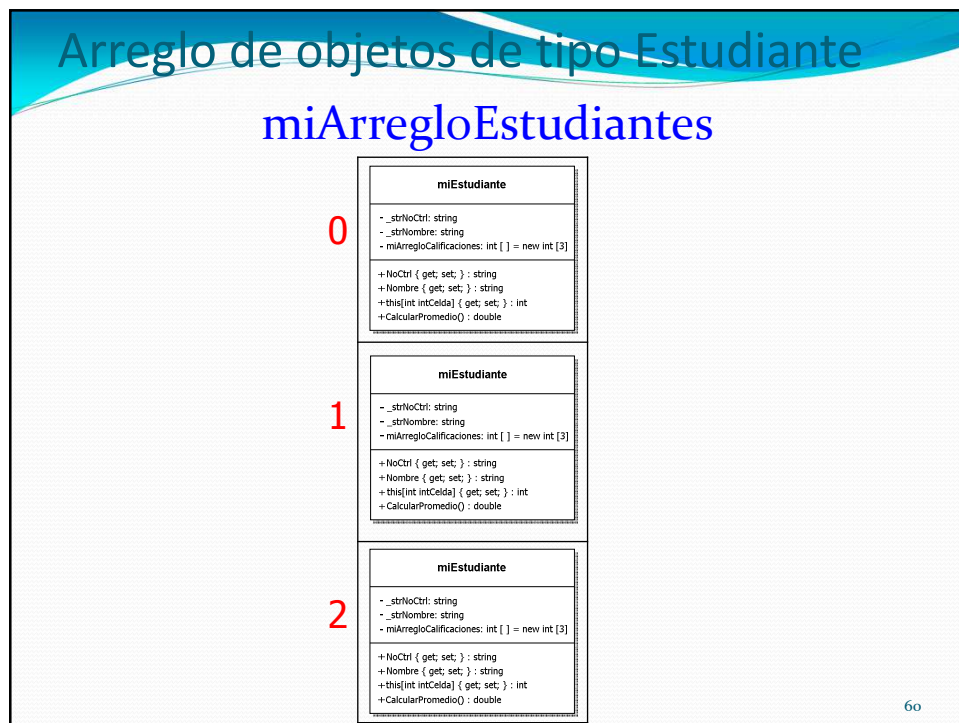 Arreglo de objetos de tipo Estudiante
miArregloEstudiantes
0
miEstudiante
- _strNoCtrl: string
- _strNombre: string
- miArregloCalificaciones: int [ ] = new int [3]
+ NoCtrl { get; set; } : string
+ Nombre { get; set; } : string
+ this[int intCelda] { get; set; } : int
+ CalcularPromedio() : double
1
miEstudiante
- _strNoCtrl: string
- _strNombre: string
- miArregloCalificaciones: int [ ] = new int [3]
+ NoCtrl { get; set; } : string
+ Nombre { get; set; } : string
+ this[int intCelda] { get; set; } : int
+ CalcularPromedio() : double
2
miEstudiante
- _strNoCtrl: string
- _strNombre: string
- miArregloCalificaciones: int [ ] = new int [3]
+ NoCtrl { get; set; } : string
+ Nombre { get; set; } : string
+ this[int intCelda] { get; set; } : int
+ CalcularPromedio() : double
60